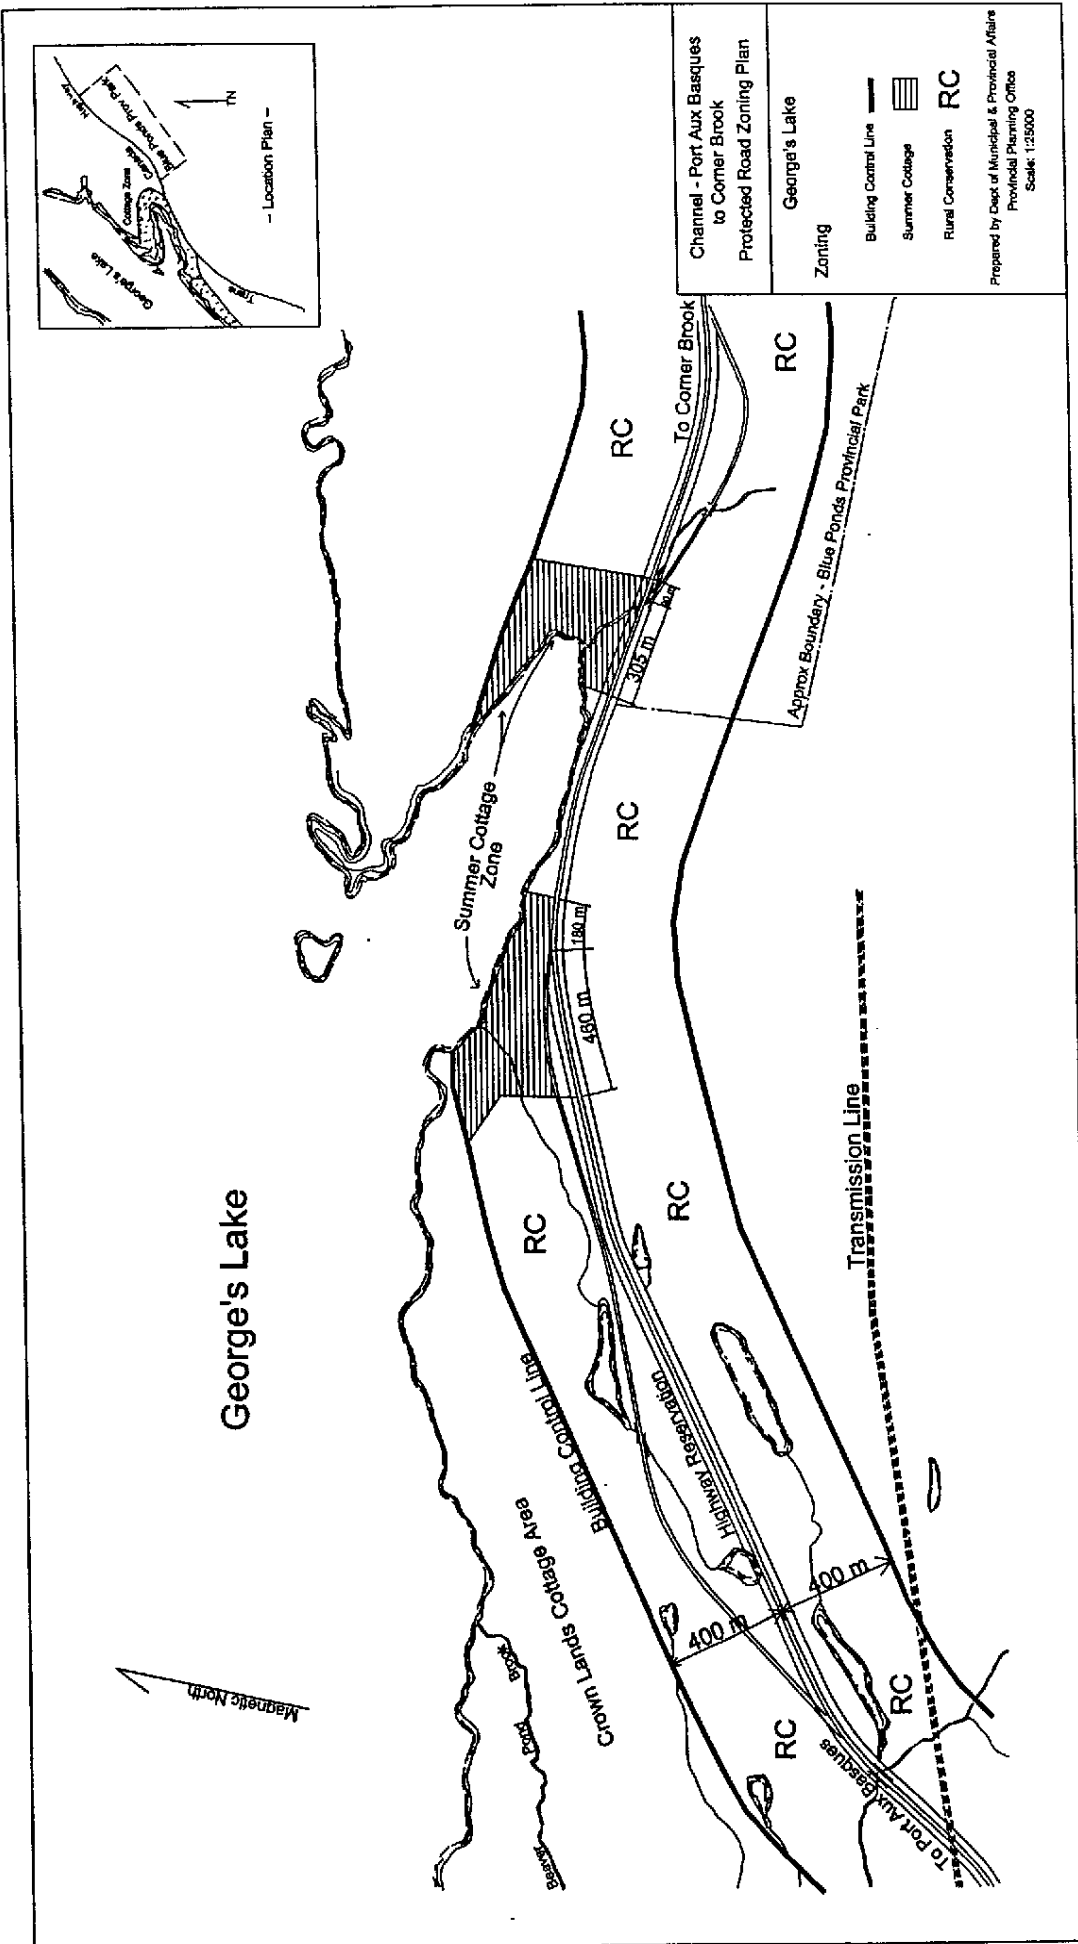 Highway
Canada
Blue Ponds Prov Park
Cottage Zone
George's Lake
Trans
TN
– Location Plan –
Channel - Port Aux Basques
to Corner Brook
Protected Road Zoning Plan
George's Lake
Zoning
Building Control Line
Summer Cottage
Rural Conservation RC
Prepared by Dept of Municipal & Provincial Affairs
Provincial Planning Office
Scale: 1:25000
George's Lake
Magnetic North
Summer Cottage
Zone
To Corner Brook
RC
RC
RC
RC
RC
RC
RC
305 m
90 m
180 m
460 m
Approx Boundary - Blue Ponds Provincial Park
Transmission Line
Building Control Line
Highway Reservation
Crown Lands Cottage Area
Beaver Pond Brook
400 m
400 m
To Port Aux Basques